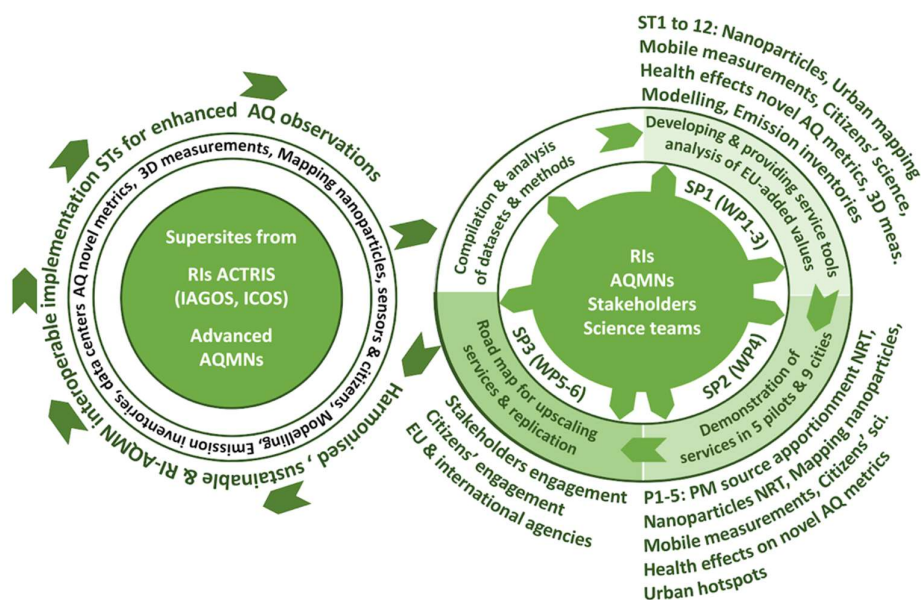 Harmonised, sustainable & RI-AQMN interoperable implementation STs for enhanced AQ observations
AQ novel metrics, 3D measurements, Mapping nanoparticles, sensors & citizens, Modelling, Emission inventories, data centers
Supersites from
RIs ACTRIS
(IAGOS, ICOS)
Advanced
AQMNs
Compilation & analysis
of datasets & methods
Developing & providing service tools
analysis of EU-added values
Demonstration of
services in 5 pilots & 9 cities
Road map for upscaling
services & replication
SP1 (WP1-3)
SP2 (WP4)
SP3 (WP5-6)
RIs
AQMNs
Stakeholders
Science teams
ST1 to 12: Nanoparticles, Urban mapping
Mobile measurements, Citizens' science,
Health effects novel AQ metrics, 3D meas.
Modelling, Emission inventories
P1-5: PM source apportionment NRT,
Nanoparticles NRT, Mapping nanoparticles,
Mobile measurements, Citizens' sci.
Health effects on novel AQ metrics
Urban hotspots
Stakeholders engagement
Citizens' engagement
EU & international agencies